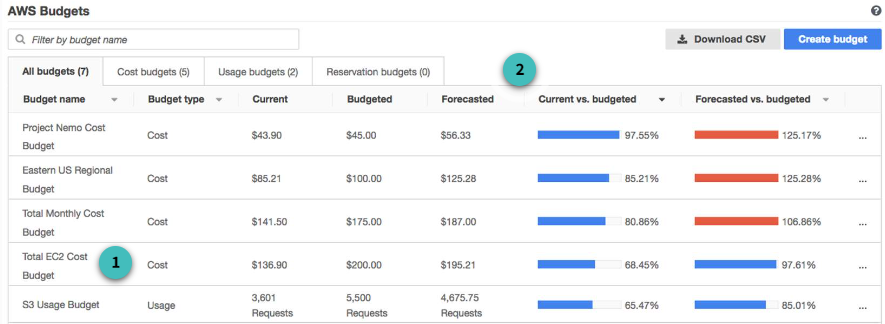 AWS Budgets
?
Filter by budget name
Download CSV
Create budget
2
All budgets (7) Cost budgets (5) Usage budgets (2) Reservation budgets (0)
Budget name Budget type Current Budgeted Forecasted Current vs. budgeted Forecasted vs. budgeted
Project Nemo Cost
Budget
Cost $43.90 $45.00 $56.33 97.55% 125.17% ...
Eastern US Regional
Budget
Cost $85.21 $100.00 $125.28 85.21% 125.28% ...
Total Monthly Cost
Budget
Cost $141.50 $175.00 $187.00 80.86% 106.86% ...
Total EC2 Cost
Budget
1
Cost $136.90 $200.00 $195.21 68.45% 97.61% ...
S3 Usage Budget Usage
3,601
Requests
5,500
Requests
4,675.75
Requests
65.47% 85.01% ...